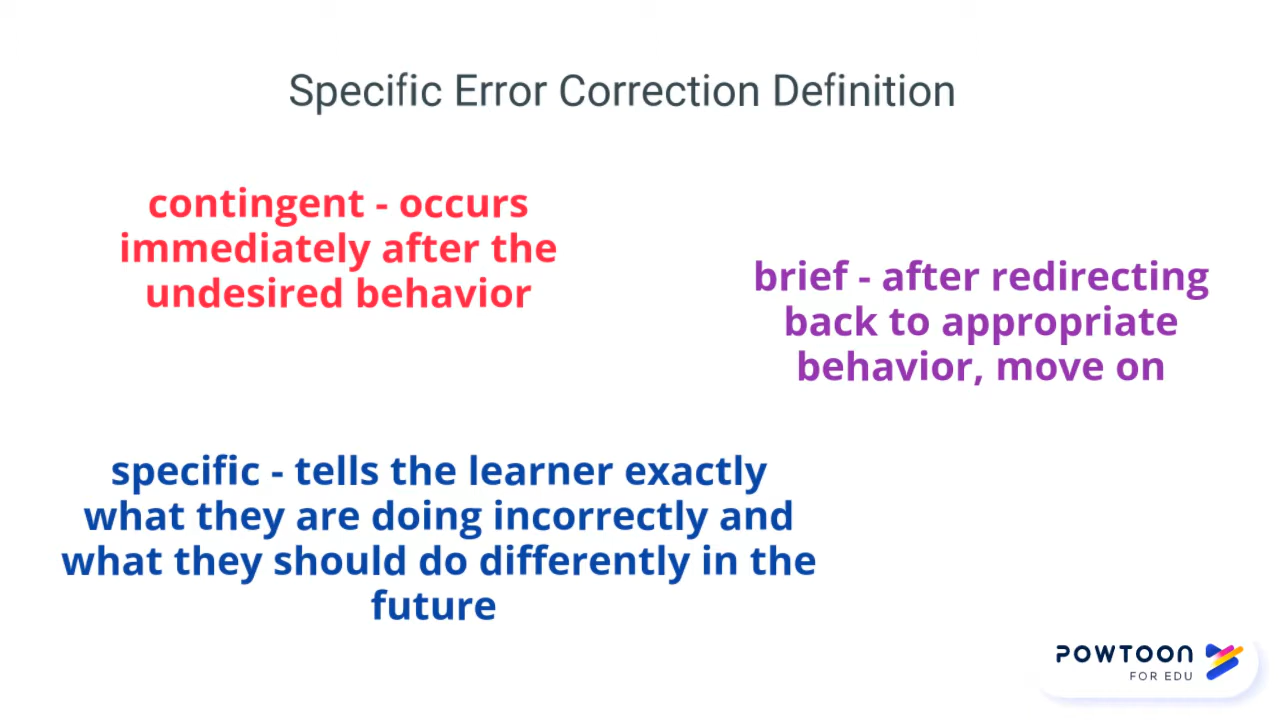 Specific Error Correction Definition
contingent - occurs
immediately after the
undesired behavior
brief - after redirecting
back to appropriate
behavior, move on
specific - tells the learner exactly
what they are doing incorrectly and
what they should do differently in the
future
POWTOON
FOR EDU